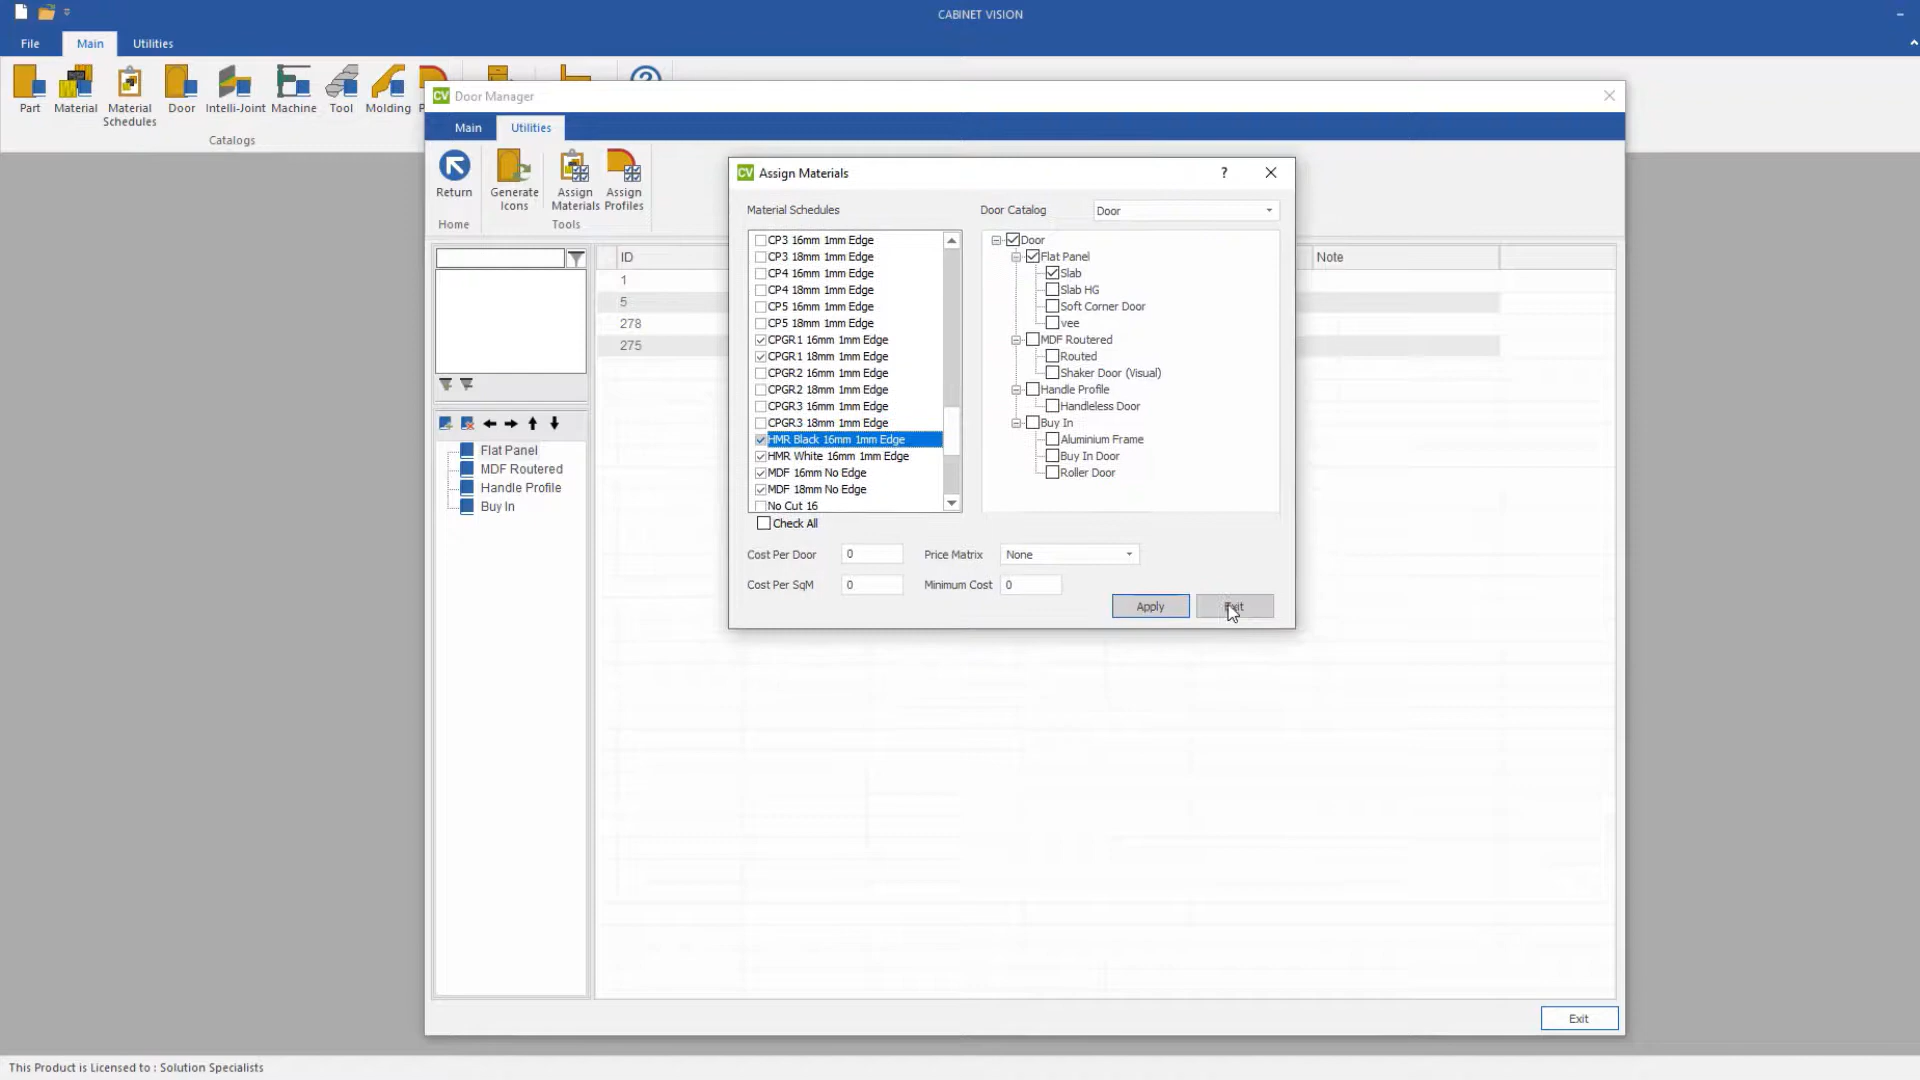 CABINET VISION
File Main Utilities
Part Material Material Schedules Door Intelli-Joint Machine Tool Molding
Catalogs
CV Door Manager
Main Utilities
Return Generate Icons Assign Materials Assign Profiles
Home Tools
CV Assign Materials ?
Material Schedules Door Catalog Door
CP3 16mm 1mm Edge
CP3 18mm 1mm Edge
CP4 16mm 1mm Edge
CP4 18mm 1mm Edge
CP5 16mm 1mm Edge
CP5 18mm 1mm Edge
CPGR1 16mm 1mm Edge
CPGR1 18mm 1mm Edge
CPGR2 16mm 1mm Edge
CPGR2 18mm 1mm Edge
CPGR3 16mm 1mm Edge
CPGR3 18mm 1mm Edge
HMR Black 16mm 1mm Edge
HMR White 16mm 1mm Edge
MDF 16mm No Edge
MDF 18mm No Edge
No Cut 16
Check All
Door
Flat Panel
Slab
Slab HG
Soft Corner Door
vee
MDF Routered
Routed
Shaker Door (Visual)
Handle Profile
Handleless Door
Buy In
Aluminium Frame
Buy In Door
Roller Door
Cost Per Door 0 Price Matrix None
Cost Per SqM 0 Minimum Cost 0
Apply Exit
ID Note
1
5
278
275
Flat Panel
MDF Routered
Handle Profile
Buy In
Exit
This Product is Licensed to : Solution Specialists